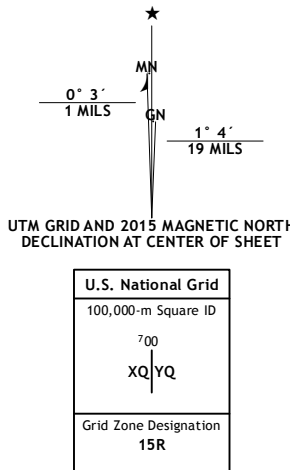 ★
MN
0° 3´
1 MILS
GN
1° 4´
19 MILS
UTM GRID AND 2015 MAGNETIC NORTH
DECLINATION AT CENTER OF SHEET
U.S. National Grid
100,000-m Square ID
⁷00
XQ YQ
Grid Zone Designation
15R